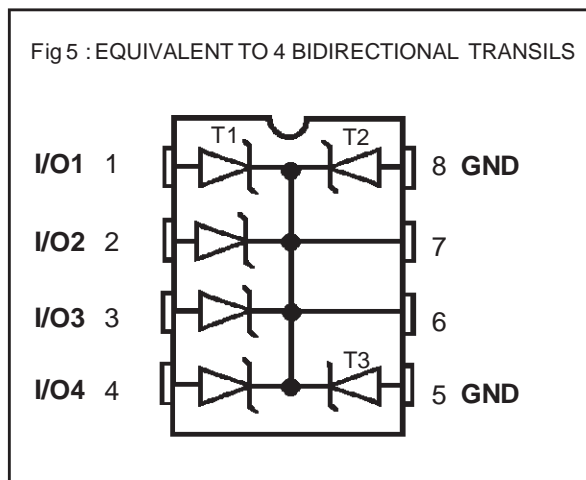 Fig 5 : EQUIVALENT TO 4 BIDIRECTIONAL TRANSILS
T1 T2
I/O1 1 8 GND
I/O2 2 7
I/O3 3 6
T3
I/O4 4 5 GND